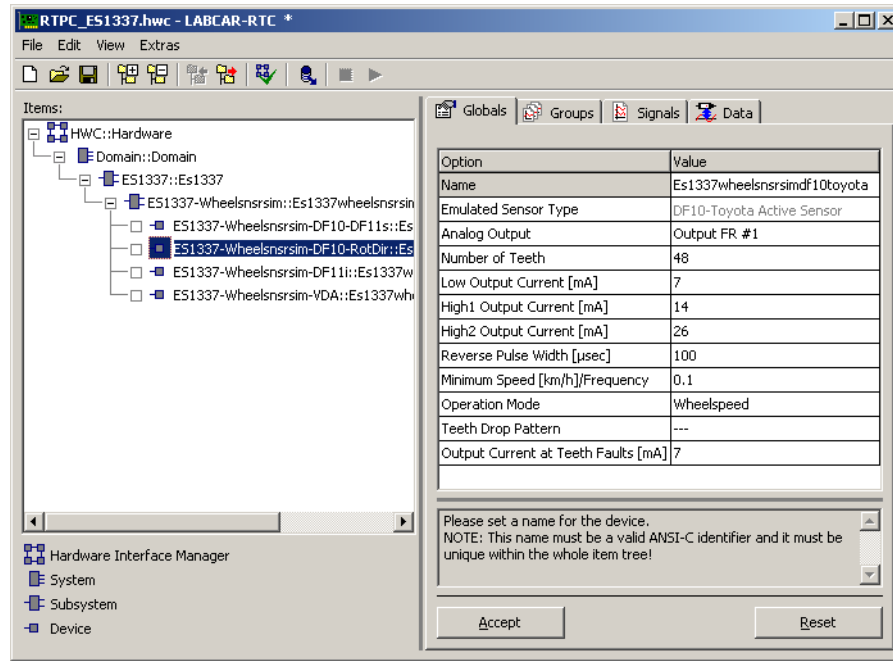 RTPC_ES1337.hwc - LABCAR-RTC *
File Edit View Extras
Items:
HWC::Hardware
Domain::Domain
ES1337::Es1337
ES1337-Wheelsnsrsim::Es1337wheelsnsrsin
ES1337-Wheelsnsrsim-DF10-DF11s::Es
ES1337-Wheelsnsrsim-DF10-RotDir::Es
ES1337-Wheelsnsrsim-DF11i::Es1337w
ES1337-Wheelsnsrsim-VDA::Es1337whe
Hardware Interface Manager
System
Subsystem
Device
Globals Groups Signals Data
Option Value
Name Es1337wheelsnsrsimdf10toyota
Emulated Sensor Type DF10-Toyota Active Sensor
Analog Output Output FR #1
Number of Teeth 48
Low Output Current [mA] 7
High1 Output Current [mA] 14
High2 Output Current [mA] 26
Reverse Pulse Width [µsec] 100
Minimum Speed [km/h]/Frequency 0.1
Operation Mode Wheelspeed
Teeth Drop Pattern ---
Output Current at Teeth Faults [mA] 7
Please set a name for the device.
NOTE: This name must be a valid ANSI-C identifier and it must be
unique within the whole item tree!
Accept Reset